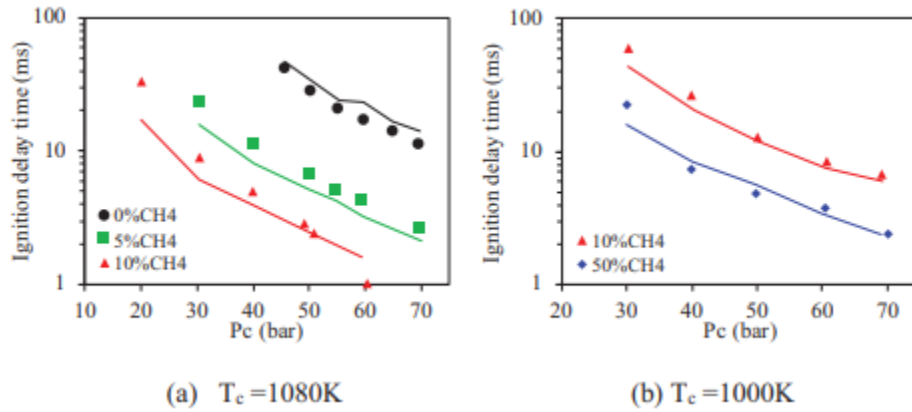 (a)
(b)
Ignition delay time (ms)
100
10
1
0%CH4
5%CH4
10%CH4
10 20 30 40 50 60 70
Pc (bar)
Ignition delay time (ms)
100
10
1
10%CH4
50%CH4
20 30 40 50 60 70
Pc (bar)
(a) Tc =1080K
(b) Tc =1000K